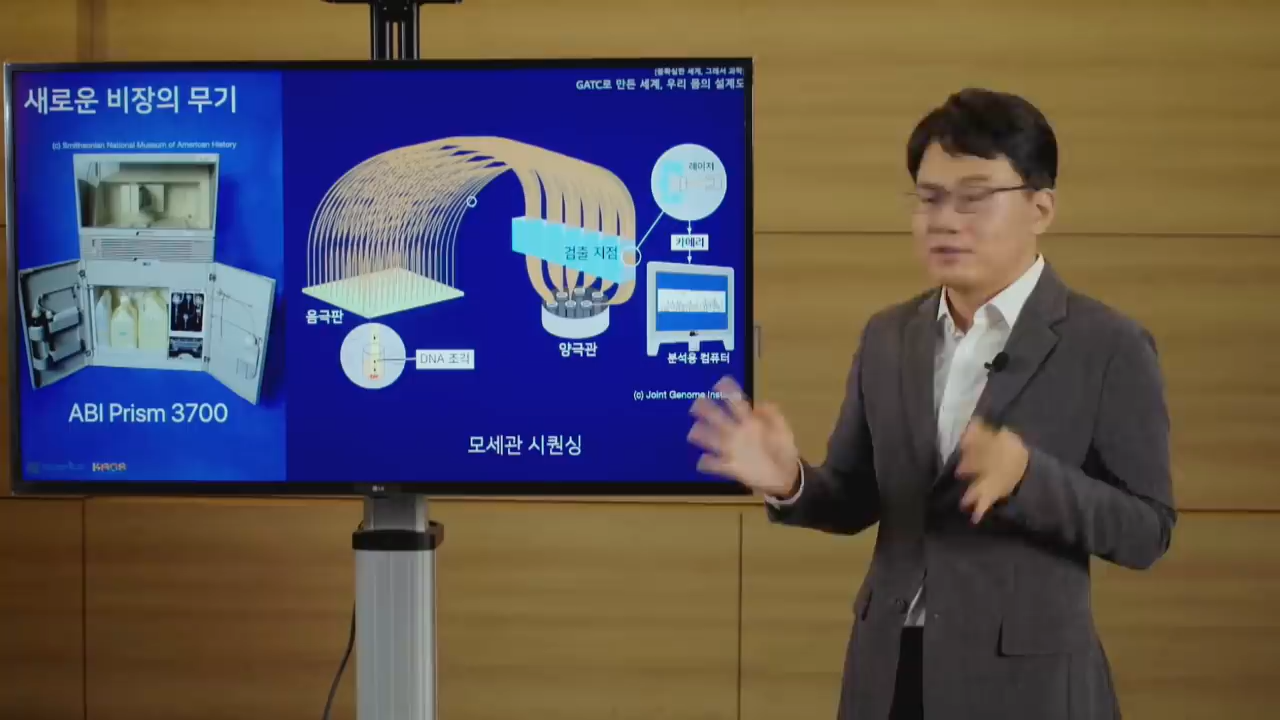 [불확실한 세계, 그래서 과학]
GATC로 만든 세계, 우리 몸의 설계도
새로운 비장의 무기
(c) Smithsonian National Museum of American History
레이저
카메라
검출 지점
음극판
양극관
분석용 컴퓨터
DNA 조각
(c) Joint Genome
ABI Prism 3700
모세관 시퀀싱
KAOS
LG